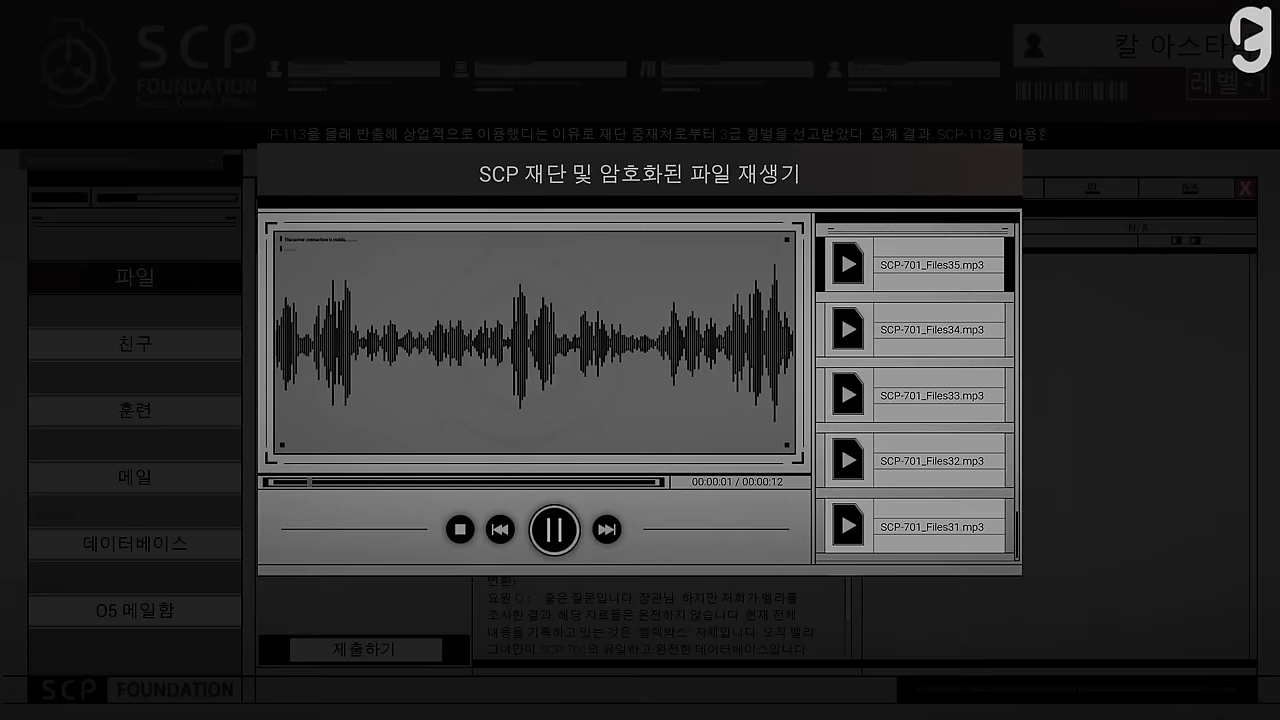 SCP
FOUNDATION
칼 아스타
레벨-1
P-113을 몰래 반출해 상업적으로 이용했다는 이유로 재단 중재처로부터 3급 형벌을 선고받았다. 집계 결과, SCP-113를 이용한
SCP 재단 및 암호화된 파일 재생기
01
N/A
N/A
파일
친구
훈련
메일
데이터베이스
O5 메일함
SCP-701_Files35.mp3
SCP-701_Files34.mp3
SCP-701_Files33.mp3
SCP-701_Files32.mp3
SCP-701_Files31.mp3
00:00:01 / 00:00:12
변환]
요원 Q : 좋은 질문입니다, 장관님. 하지만 저희가 벨라를
조사한 결과, 해당 자료들은 온전하지 않습니다. 현재 전체
내용을 기록하고 있는 것은 "블랙박스" 자체입니다. 오직 벨라,
그녀만이 SCP-701의 유일하고 완전한 데이터베이스입니다.
제출하기
SCP FOUNDATION